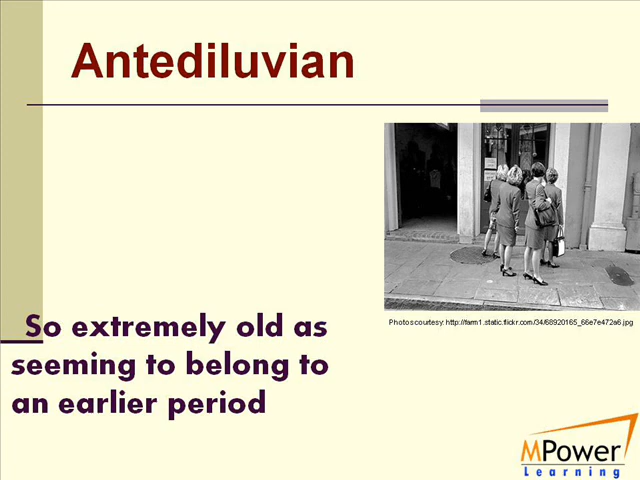 Antediluvian
Photos courtesy: http://farm1.static.flickr.com/34/68920165_66e7e472a6.jpg
So extremely old as
seeming to belong to
an earlier period
MPower
Learning